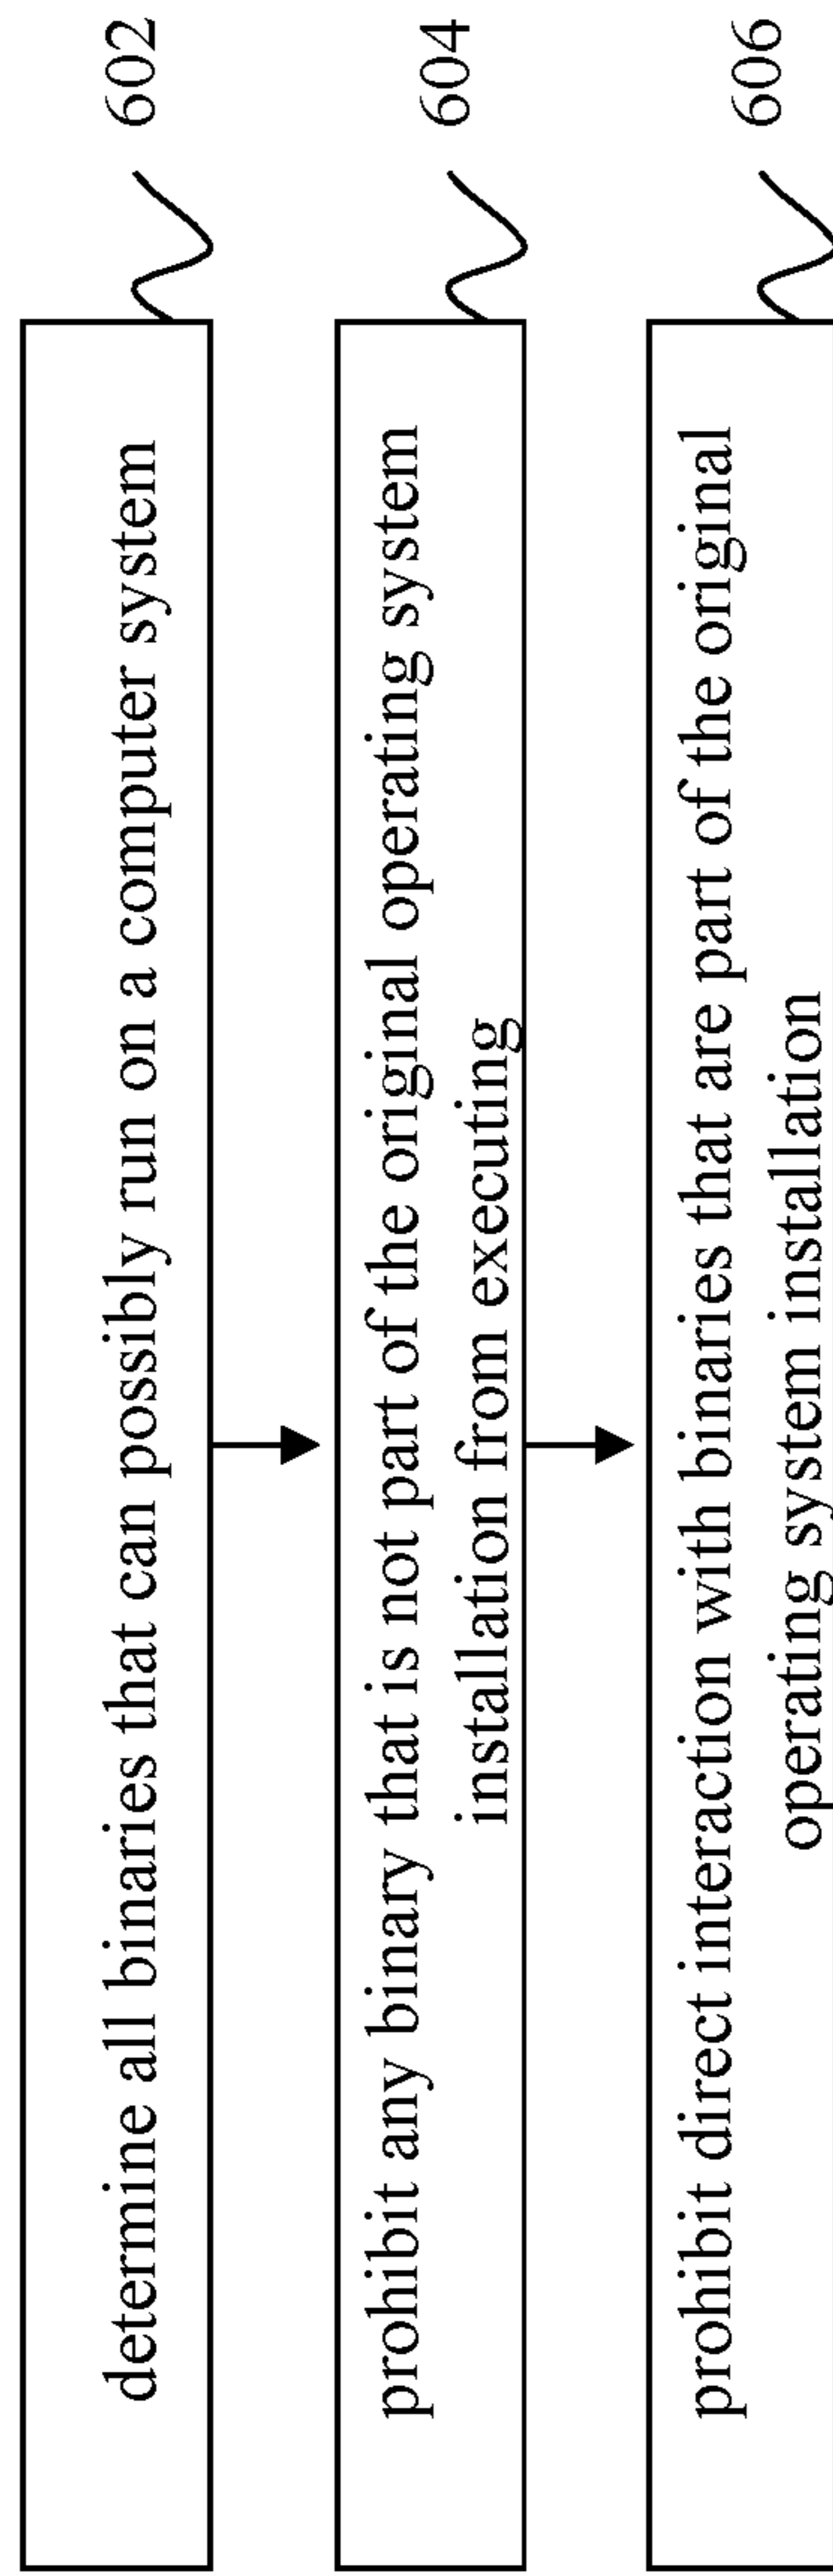 determine all binaries that can possibly run on a computer system
602
prohibit any binary that is not part of the original operating system
installation from executing
604
prohibit direct interaction with binaries that are part of the original
operating system installation
606